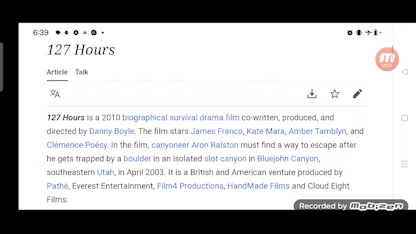 6:39
127 Hours
Article Talk
127 Hours is a 2010 biographical survival drama film co-written, produced, and
directed by Danny Boyle. The film stars James Franco, Kate Mara, Amber Tamblyn, and
Clémence Poésy. In the film, canyoneer Aron Ralston must find a way to escape after
he gets trapped by a boulder in an isolated slot canyon in Bluejohn Canyon,
southeastern Utah, in April 2003. It is a British and American venture produced by
Pathé, Everest Entertainment, Film4 Productions, HandMade Films and Cloud Eight
Films.
Recorded by Mobizen